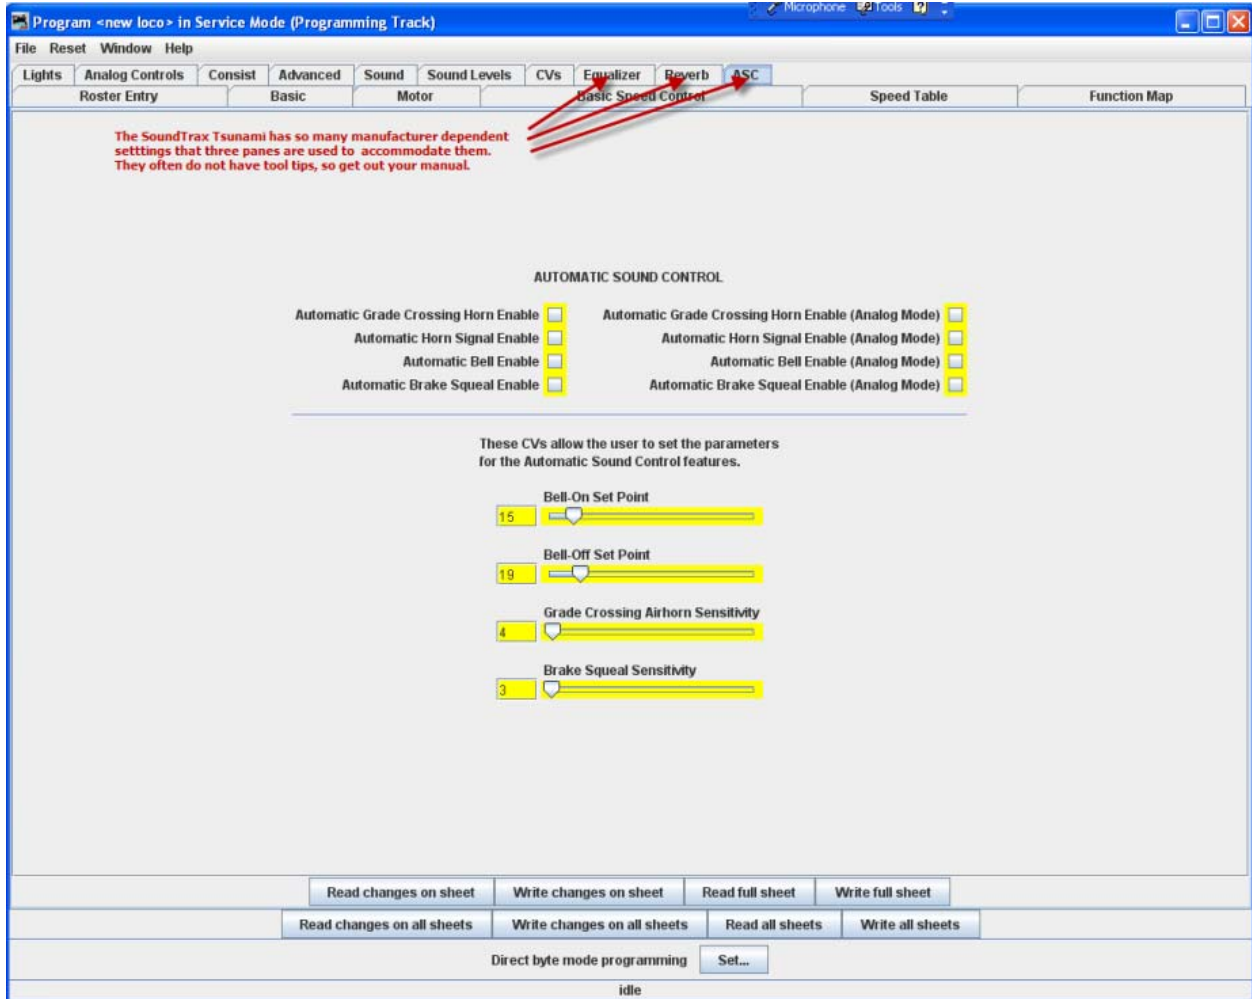 Microphone Tools
Program <new loco> in Service Mode (Programming Track)
File Reset Window Help
Lights Analog Controls Consist Advanced Sound Sound Levels CVs Equalizer Reverb ASC
Roster Entry Basic Motor Basic Speed Control Speed Table Function Map
The SoundTrax Tsunami has so many manufacturer dependent
setttings that three panes are used to accommodate them.
They often do not have tool tips, so get out your manual.
AUTOMATIC SOUND CONTROL
Automatic Grade Crossing Horn Enable Automatic Grade Crossing Horn Enable (Analog Mode)
Automatic Horn Signal Enable Automatic Horn Signal Enable (Analog Mode)
Automatic Bell Enable Automatic Bell Enable (Analog Mode)
Automatic Brake Squeal Enable Automatic Brake Squeal Enable (Analog Mode)
These CVs allow the user to set the parameters
for the Automatic Sound Control features.
Bell-On Set Point
15
Bell-Off Set Point
19
Grade Crossing Airhorn Sensitivity
4
Brake Squeal Sensitivity
3
Read changes on sheet Write changes on sheet Read full sheet Write full sheet
Read changes on all sheets Write changes on all sheets Read all sheets Write all sheets
Direct byte mode programming Set...
idle